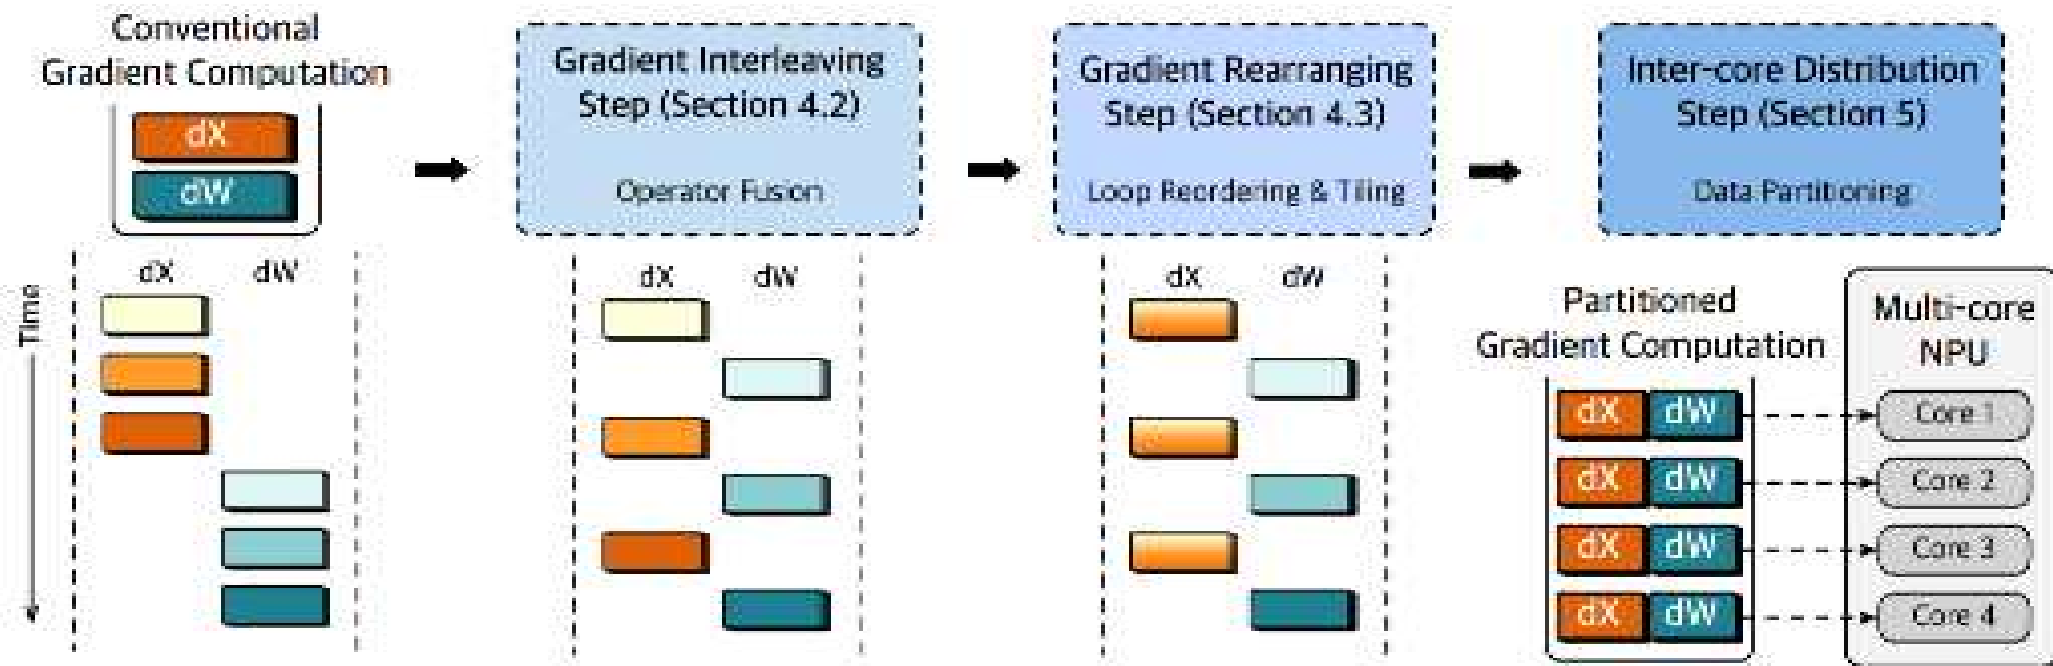 Conventional
Gradient Computation
dX
dW
Gradient Interleaving
Step (Section 4.2)
Operator Fusion
Gradient Rearranging
Step (Section 4.3)
Loop Reordering & Tiling
Inter-core Distribution
Step (Section 5)
Data Partitioning
Time
dX dW
dX dW
dX dW
Partitioned
Gradient Computation
dX dW
dX dW
dX dW
dX dW
Multi-core
NPU
Core 1
Core 2
Core 3
Core 4